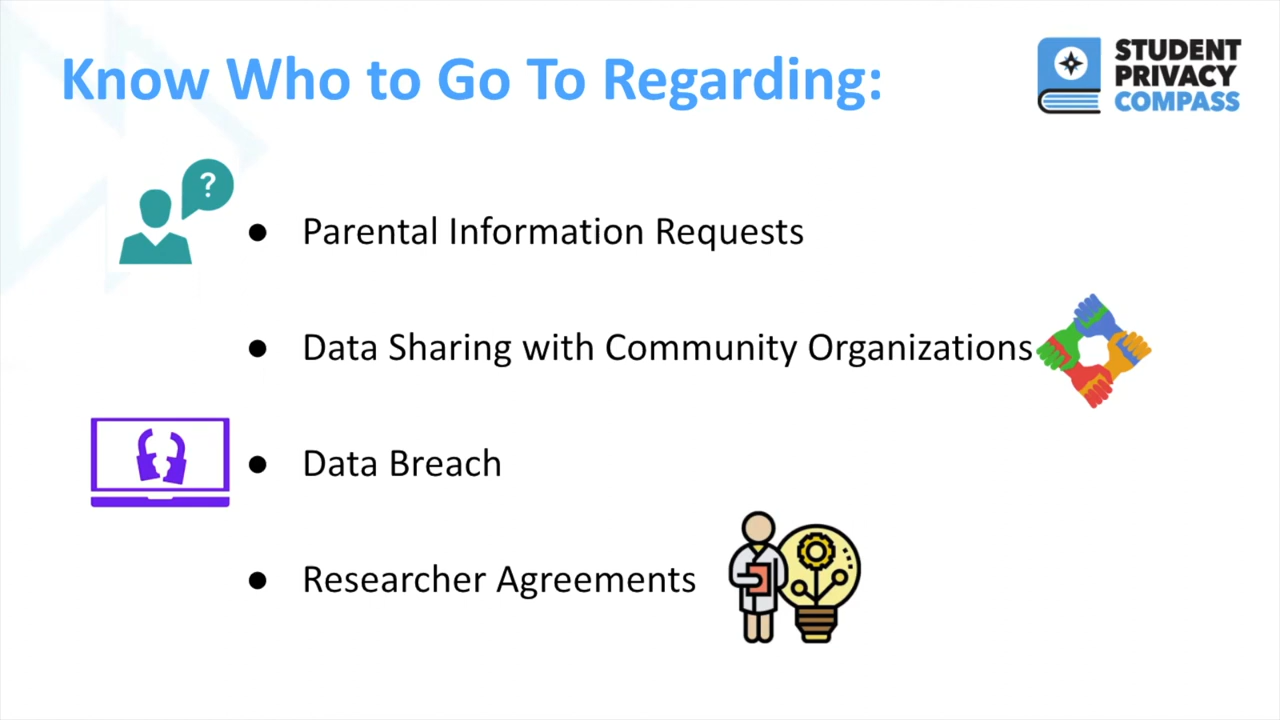 Know Who to Go To Regarding:
STUDENT
PRIVACY
COMPASS
?
● Parental Information Requests
● Data Sharing with Community Organizations
● Data Breach
● Researcher Agreements